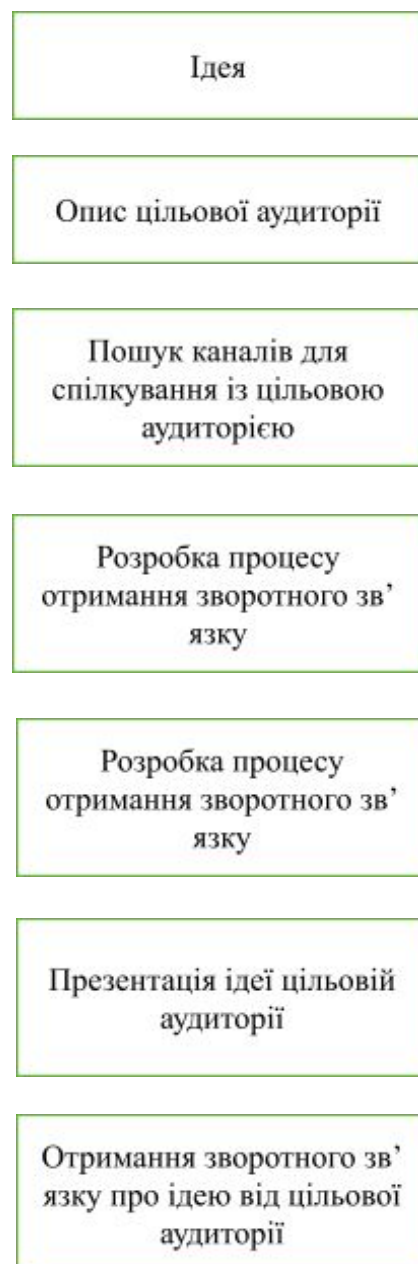 Ідея
Опис цільової аудиторії
Пошук каналів для
спілкування із цільовою
аудиторією
Розробка процесу
отримання зворотного зв’
язку
Розробка процесу
отримання зворотного зв’
язку
Презентація ідеї цільовій
аудиторії
Отримання зворотного зв’
язку про ідею від цільової
аудиторії